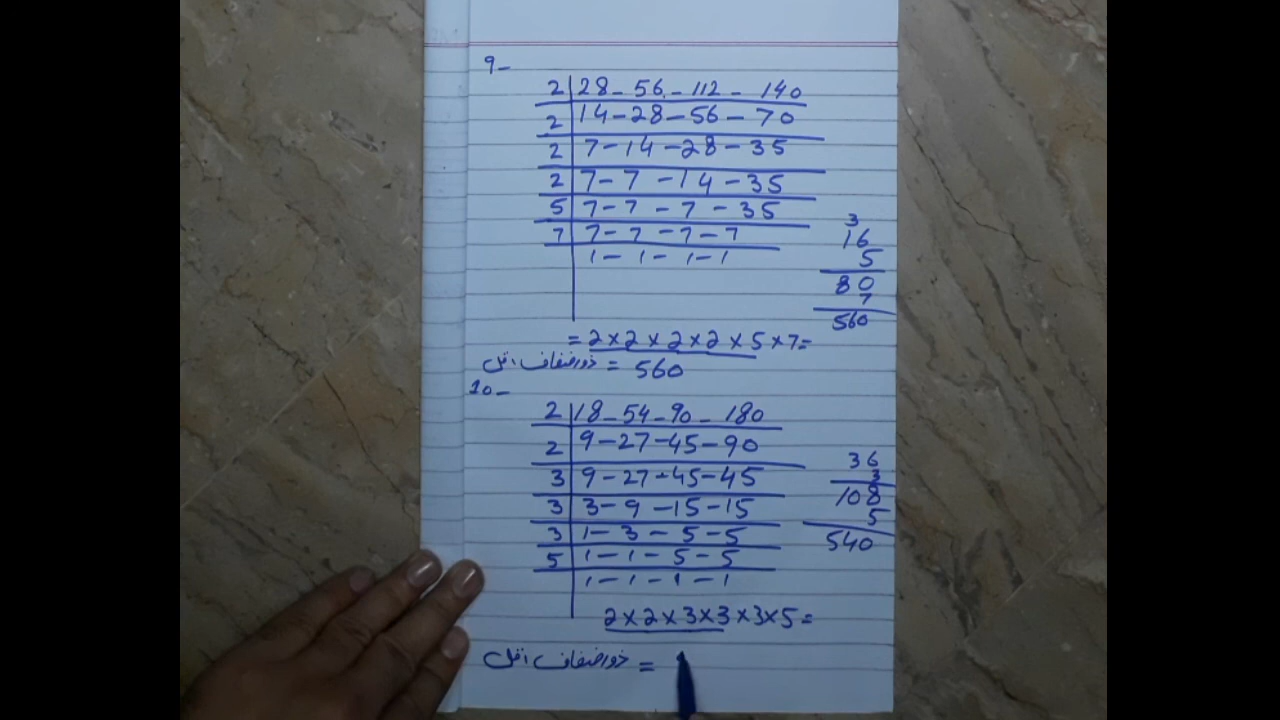 9-
2 | 28 - 56 - 112 - 140
2 | 14 - 28 - 56 - 70
2 | 7 - 14 - 28 - 35
2 | 7 - 7 - 14 - 35
5 | 7 - 7 - 7 - 35
7 | 7 - 7 - 7 - 7
1 - 1 - 1 - 1
3
16
5
80
7
560
= 2 × 2 × 2 × 2 × 5 × 7 =
ذواضعاف اقل = 560
10-
2 | 18 - 54 - 90 - 180
2 | 9 - 27 - 45 - 90
3 | 9 - 27 - 45 - 45
3 | 3 - 9 - 15 - 15
3 | 1 - 3 - 5 - 5
5 | 1 - 1 - 5 - 5
1 - 1 - 1 - 1
36
3
108
5
540
2 × 2 × 3 × 3 × 3 × 5 =
ذواضعاف اقل =